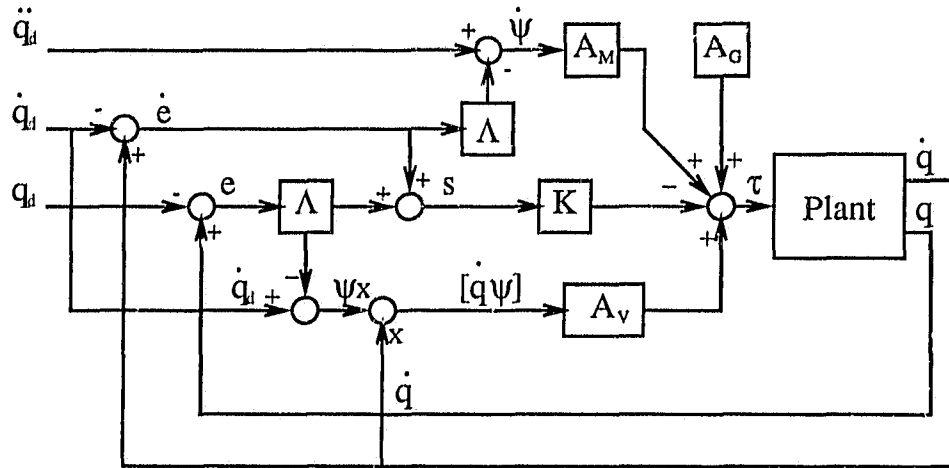 q̈d + ψ̇ AM AG
-
q̇d - ė Λ
+ + + q̇
qd - e Λ + + s K - τ Plant q
+ +
q̇d + - ψx [q̇ψ] Av
x
q̇